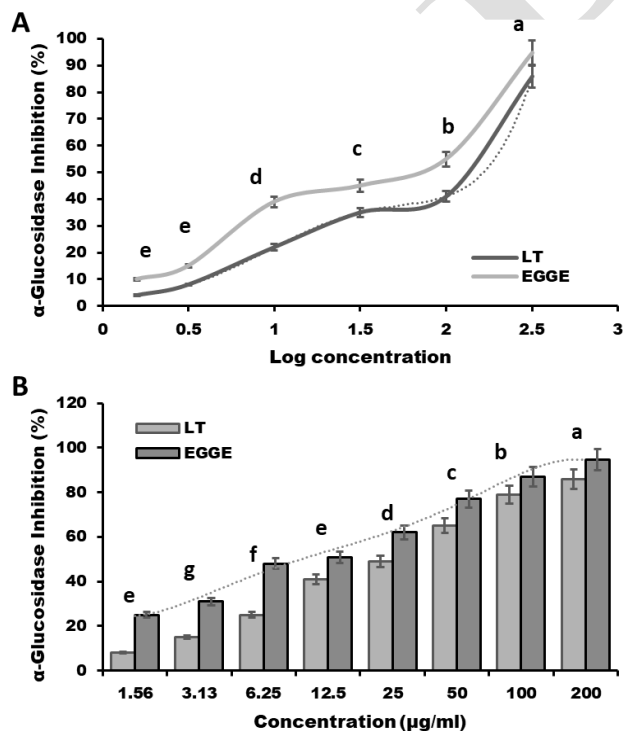 A
α-Glucosidase Inhibition (%)
100
90
80
70
60
50
40
30
20
10
0
e
e
d
c
b
a
LT
EGGE
0 0.5 1 1.5 2 2.5 3
Log concentration
B
α-Glucosidase Inhibition (%)
120
100
80
60
40
20
0
LT
EGGE
e
g
f
e
d
c
b
a
1.56 3.13 6.25 12.5 25 50 100 200
Concentration (µg/ml)